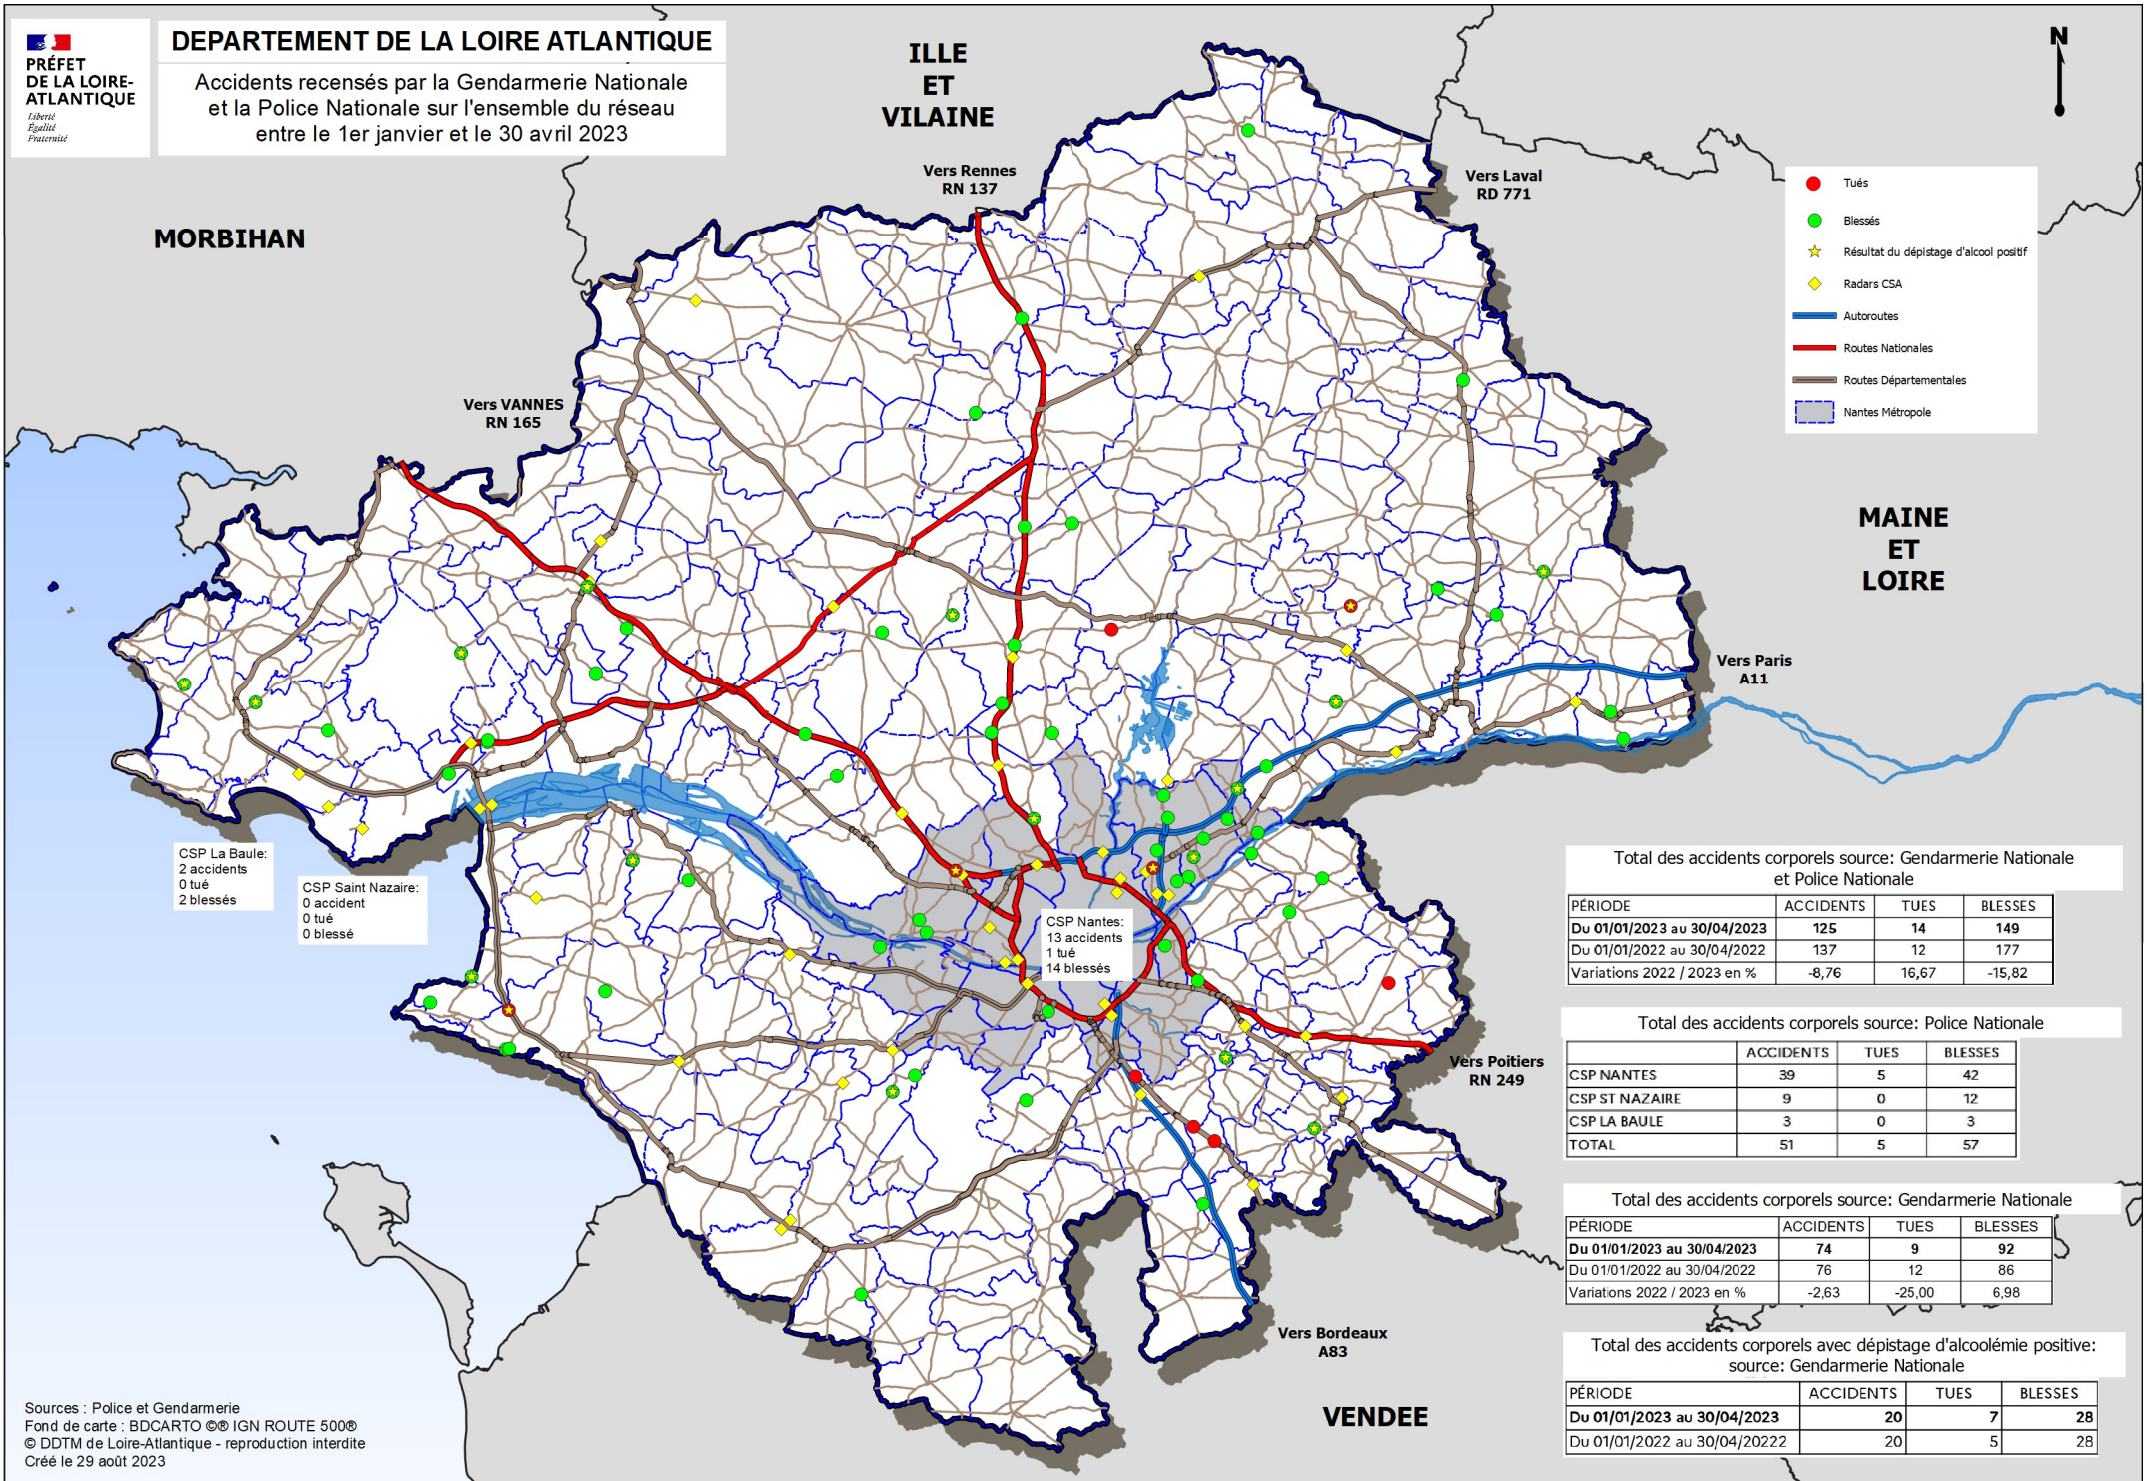 PRÉFET
DE LA LOIRE-
ATLANTIQUE
Liberté
Égalité
Fraternité
DEPARTEMENT DE LA LOIRE ATLANTIQUE
Accidents recensés par la Gendarmerie Nationale
et la Police Nationale sur l'ensemble du réseau
entre le 1er janvier et le 30 avril 2023
ILLE
ET
VILAINE
N
MORBIHAN
Vers Rennes
RN 137
Vers Laval
RD 771
Tués
Blessés
Résultat du dépistage d'alcool positif
Radars CSA
Autoroutes
Routes Nationales
Routes Départementales
Nantes Métropole
Vers VANNES
RN 165
MAINE
ET
LOIRE
Vers Paris
A11
CSP La Baule:
2 accidents
0 tué
2 blessés
CSP Saint Nazaire:
0 accident
0 tué
0 blessé
CSP Nantes:
13 accidents
1 tué
14 blessés
Vers Poitiers
RN 249
Vers Bordeaux
A83
VENDEE
Total des accidents corporels source: Gendarmerie Nationale
et Police Nationale
PÉRIODE ACCIDENTS TUES BLESSES
Du 01/01/2023 au 30/04/2023 125 14 149
Du 01/01/2022 au 30/04/2022 137 12 177
Variations 2022 / 2023 en % -8,76 16,67 -15,82
Total des accidents corporels source: Police Nationale
ACCIDENTS TUES BLESSES
CSP NANTES 39 5 42
CSP ST NAZAIRE 9 0 12
CSP LA BAULE 3 0 3
TOTAL 51 5 57
Total des accidents corporels source: Gendarmerie Nationale
PÉRIODE ACCIDENTS TUES BLESSES
Du 01/01/2023 au 30/04/2023 74 9 92
Du 01/01/2022 au 30/04/2022 76 12 86
Variations 2022 / 2023 en % -2,63 -25,00 6,98
Total des accidents corporels avec dépistage d'alcoolémie positive:
source: Gendarmerie Nationale
PÉRIODE ACCIDENTS TUES BLESSES
Du 01/01/2023 au 30/04/2023 20 7 28
Du 01/01/2022 au 30/04/20222 20 5 28
Sources : Police et Gendarmerie
Fond de carte : BDCARTO ©® IGN ROUTE 500®
© DDTM de Loire-Atlantique - reproduction interdite
Créé le 29 août 2023